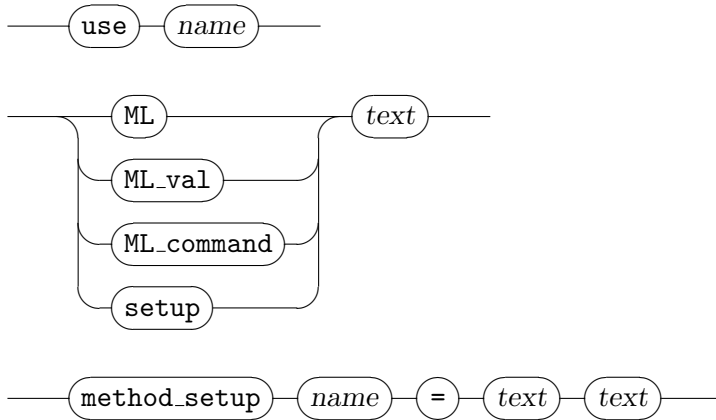 use name
ML text
ML_val
ML_command
setup
method_setup name = text text